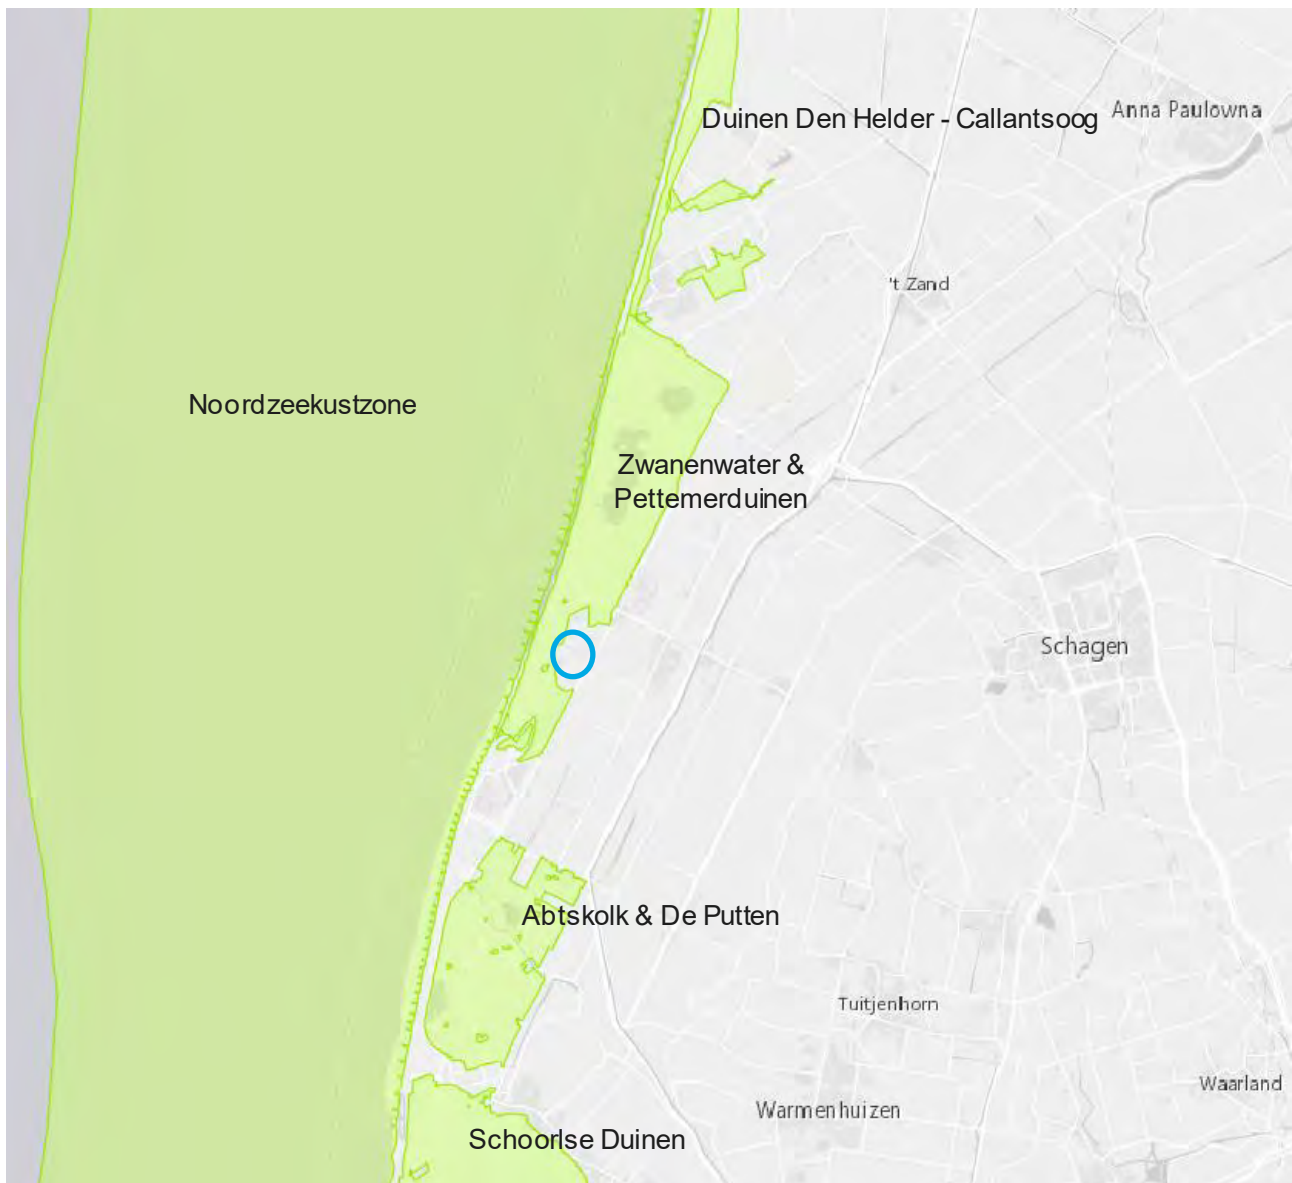 Duinen Den Helder - Callantsoog
Anna Paulowna
't Zand
Noordzeekustzone
Zwanenwater &
Pettemerduinen
Schagen
Abtskolk & De Putten
Tuitjenhorn
Waarland
Warmenhuizen
Schoorlse Duinen